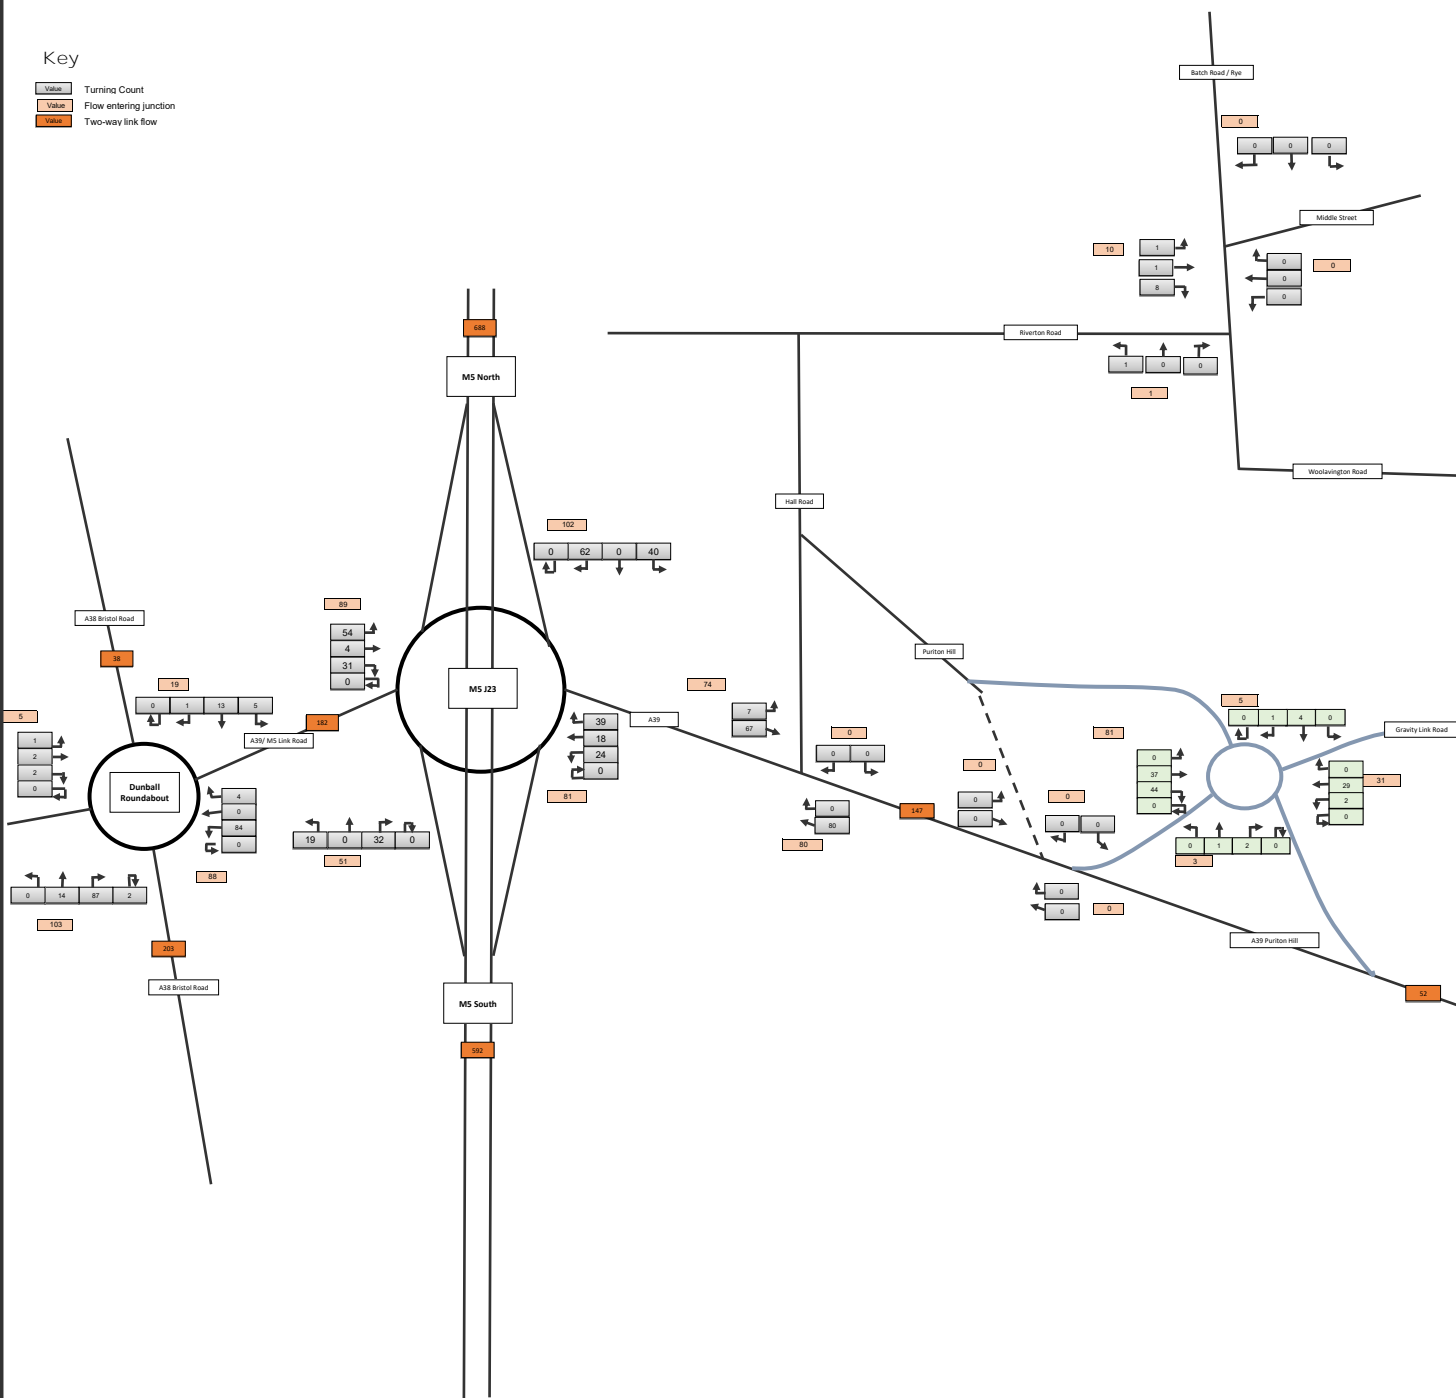 Key
Value Turning Count
Value Flow entering junction
Value Two-way link flow
Batch Road / Rye
0
0 0 0
Middle Street
10
1
1
8
0
0
0
0
Riverton Road
1 0 0
1
Woolavington Road
688
M5 North
Hall Road
102
0 62 0 40
89
54
4
31
0
A38 Bristol Road
38
19
0 1 13 5
5
1
2
2
0
182
A39/ M5 Link Road
M5 J23
Dunball
Roundabout
4
0
84
0
88
0 14 87 2
103
203
A38 Bristol Road
19 0 32 0
51
39
18
24
0
81
A39
74
7
67
0
0 0
0
80
80
147
Puriton Hill
0
0
0
0
0 0
0
0
0
81
0
37
44
0
5
0 1 4 0
Gravity Link Road
0
29
2
0
31
0 1 2 0
3
A39 Puriton Hill
52
M5 South
592